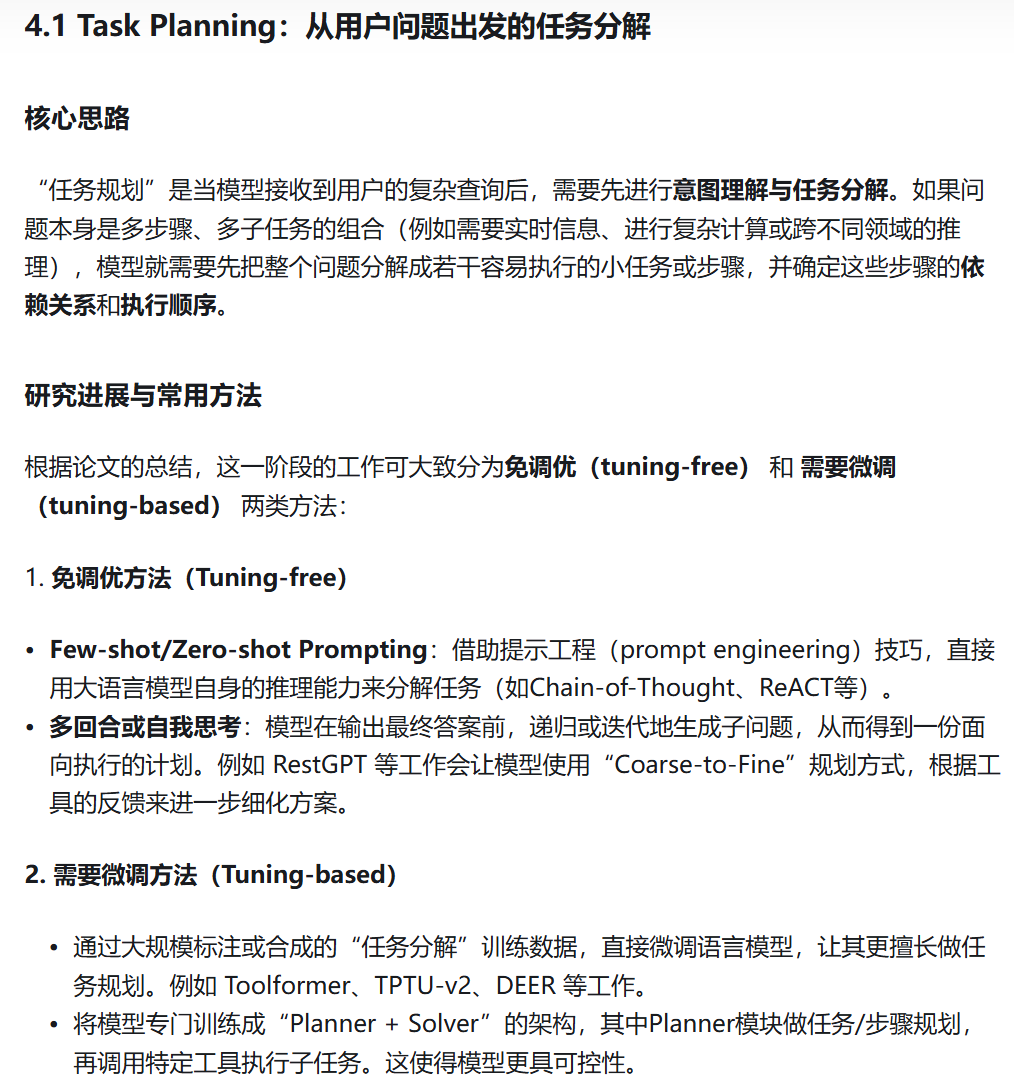 4.1 Task Planning：从用户问题出发的任务分解
核心思路
“任务规划”是当模型接收到用户的复杂查询后，需要先进行意图理解与任务分解。如果问
题本身是多步骤、多子任务的组合（例如需要实时信息、进行复杂计算或跨不同领域的推
理），模型就需要先把整个问题分解成若干容易执行的小任务或步骤，并确定这些步骤的依
赖关系和执行顺序。
研究进展与常用方法
根据论文的总结，这一阶段的工作可大致分为免调优（tuning-free） 和 需要微调
（tuning-based） 两类方法：
1. 免调优方法（Tuning-free）
• Few-shot/Zero-shot Prompting：借助提示工程（prompt engineering）技巧，直接
用大语言模型自身的推理能力来分解任务（如Chain-of-Thought、ReACT等）。
• 多回合或自我思考：模型在输出最终答案前，递归或迭代地生成子问题，从而得到一份面
向执行的计划。例如 RestGPT 等工作会让模型使用“Coarse-to-Fine”规划方式，根据工
具的反馈来进一步细化方案。
2. 需要微调方法（Tuning-based）
• 通过大规模标注或合成的“任务分解”训练数据，直接微调语言模型，让其更擅长做任
务规划。例如 Toolformer、TPTU-v2、DEER 等工作。
• 将模型专门训练成“Planner + Solver”的架构，其中Planner模块做任务/步骤规划，
再调用特定工具执行子任务。这使得模型更具可控性。